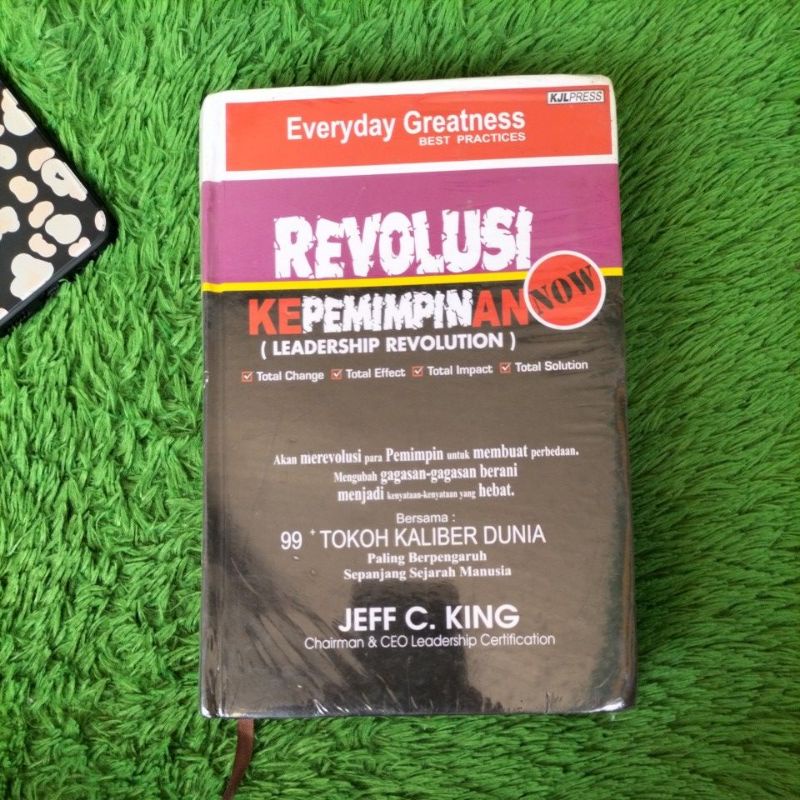 KJLPRESS
Everyday Greatness
BEST PRACTICES
REVOLUSI
KEPEMIMPINAN NOW
( LEADERSHIP REVOLUTION )
Total Change Total Effect Total Impact Total Solution
Akan merevolusi para Pemimpin untuk membuat perbedaan.
Mengubah gagasan-gagasan berani
menjadi kenyataan-kenyataan yang hebat.
Bersama :
99 + TOKOH KALIBER DUNIA
Paling Berpengaruh
Sepanjang Sejarah Manusia
JEFF C. KING
Chairman & CEO Leadership Certification